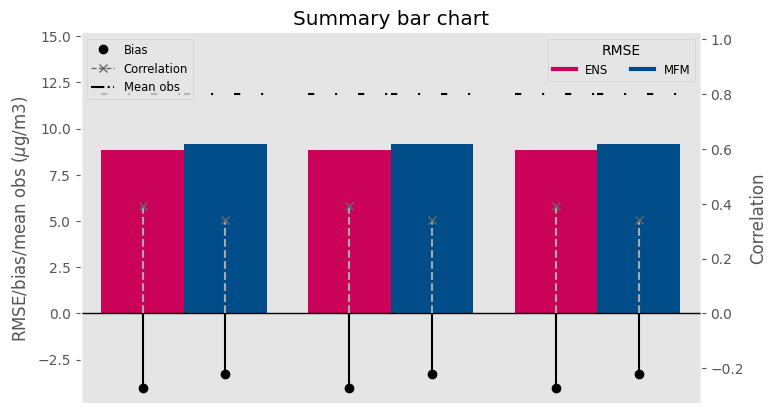 Summary bar chart
Bias
Correlation
Mean obs
RMSE
ENS MFM
RMSE/bias/mean obs (μg/m3)
15.0
12.5
10.0
7.5
5.0
2.5
0.0
−2.5
1.0
0.8
0.6
0.4
0.2
0.0
−0.2
Correlation